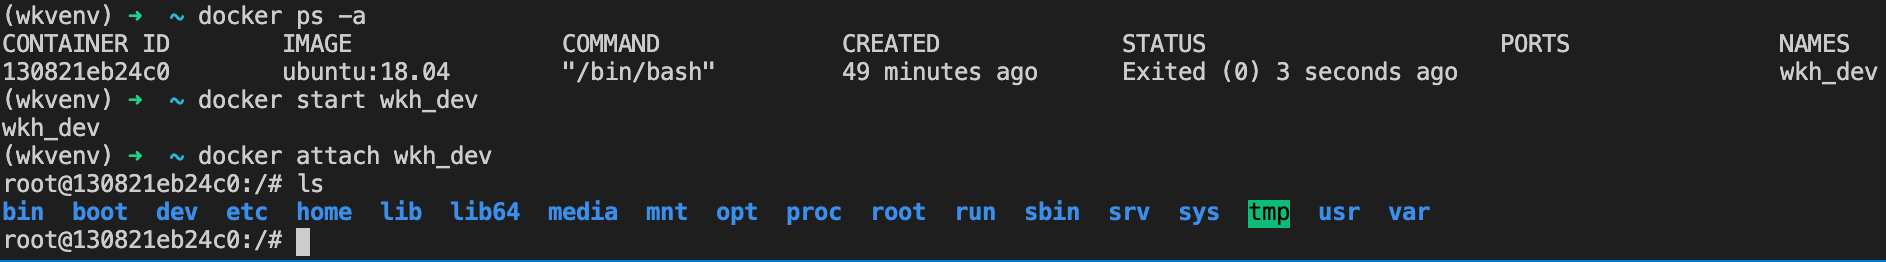 (wkvenv) ➜  ~ docker ps -a
CONTAINER ID        IMAGE               COMMAND             CREATED             STATUS                     PORTS               NAMES
130821eb24c0        ubuntu:18.04        "/bin/bash"         49 minutes ago      Exited (0) 3 seconds ago                       wkh_dev
(wkvenv) ➜  ~ docker start wkh_dev
wkh_dev
(wkvenv) ➜  ~ docker attach wkh_dev
root@130821eb24c0:/# ls
bin  boot  dev  etc  home  lib  lib64  media  mnt  opt  proc  root  run  sbin  srv  sys  tmp  usr  var
root@130821eb24c0:/#